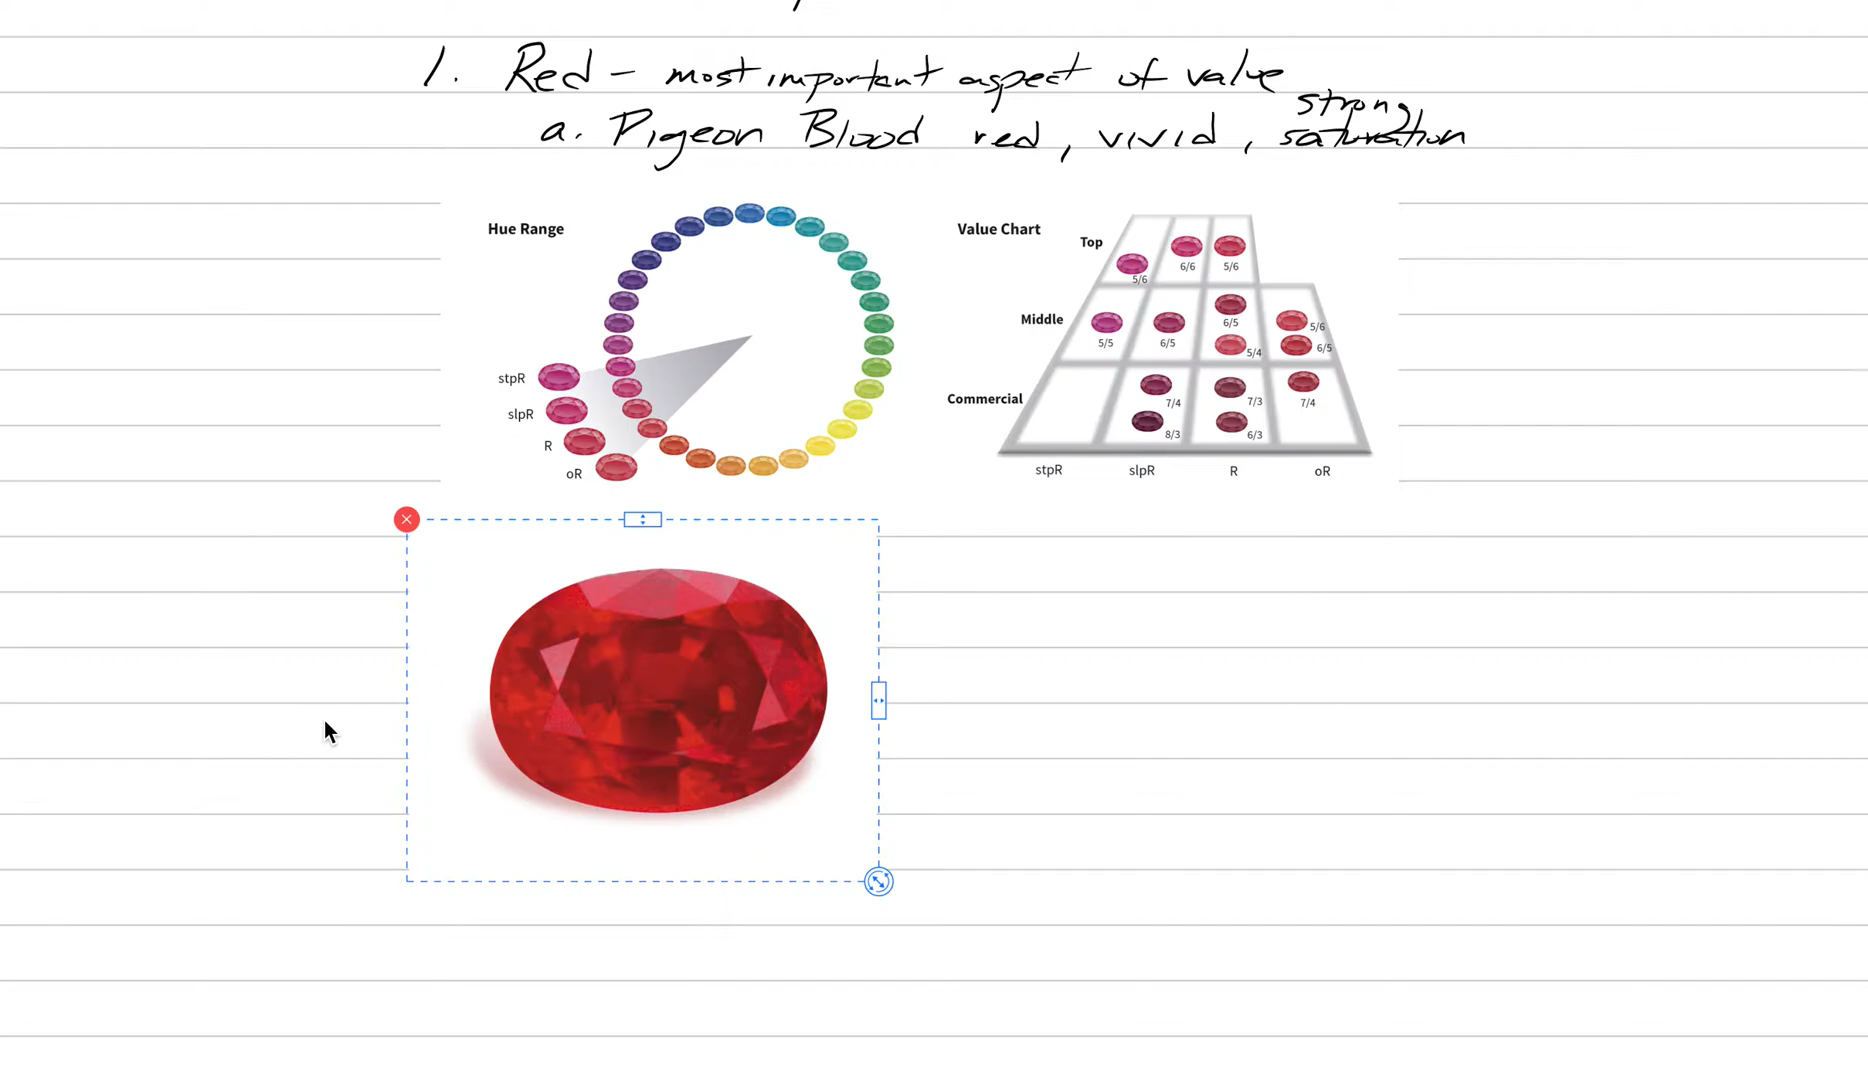 1. Red - most important aspect of value
strong
a. Pigeon Blood red, vivid, saturation
Hue Range
stpR
slpR
R
oR
Value Chart
Top
5/6
6/6
5/6
Middle
5/5
6/5
6/5
5/4
5/6
6/5
Commercial
7/4
8/3
7/3
6/3
7/4
stpR
slpR
R
oR